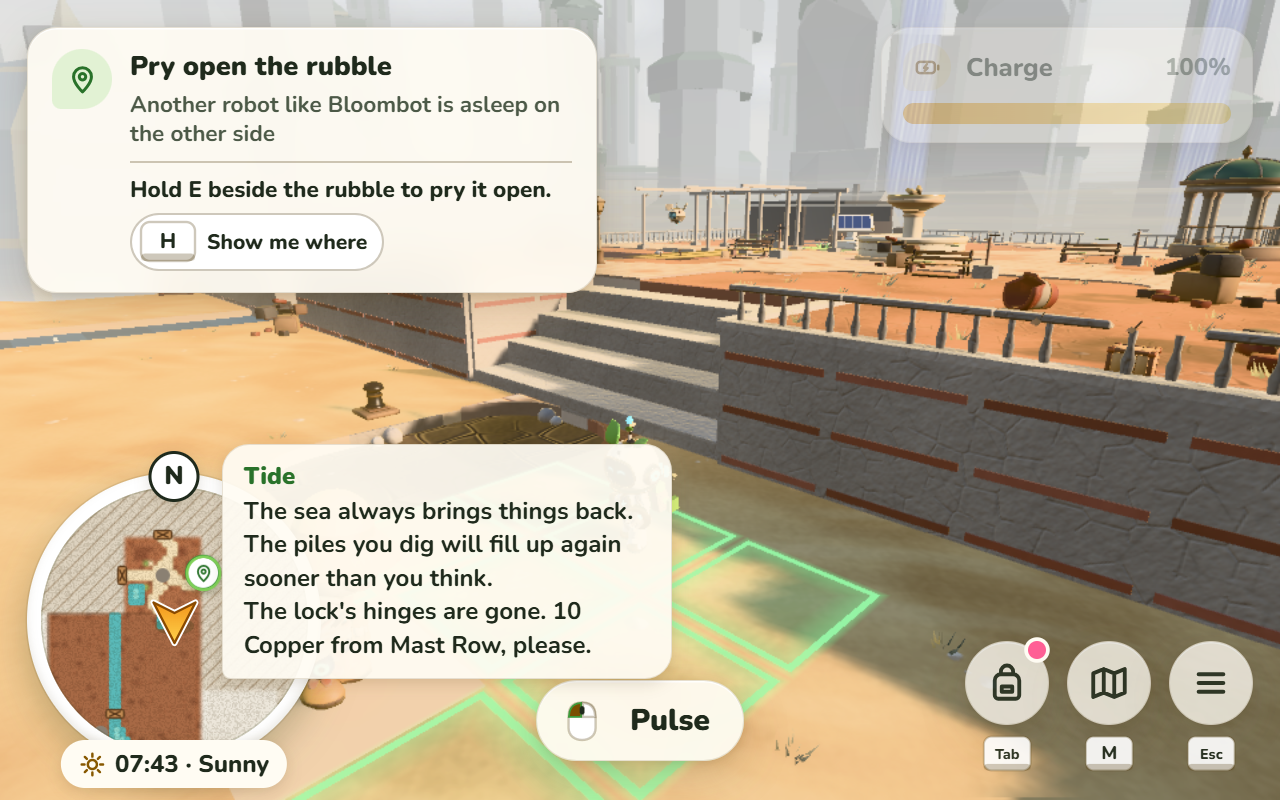 Pry open the rubble
Another robot like Bloombot is asleep on
the other side
Hold E beside the rubble to pry it open.
H Show me where
Charge 100%
N
Tide
The sea always brings things back.
The piles you dig will fill up again
sooner than you think.
The lock's hinges are gone. 10
Copper from Mast Row, please.
Pulse
07:43 · Sunny
Tab M Esc